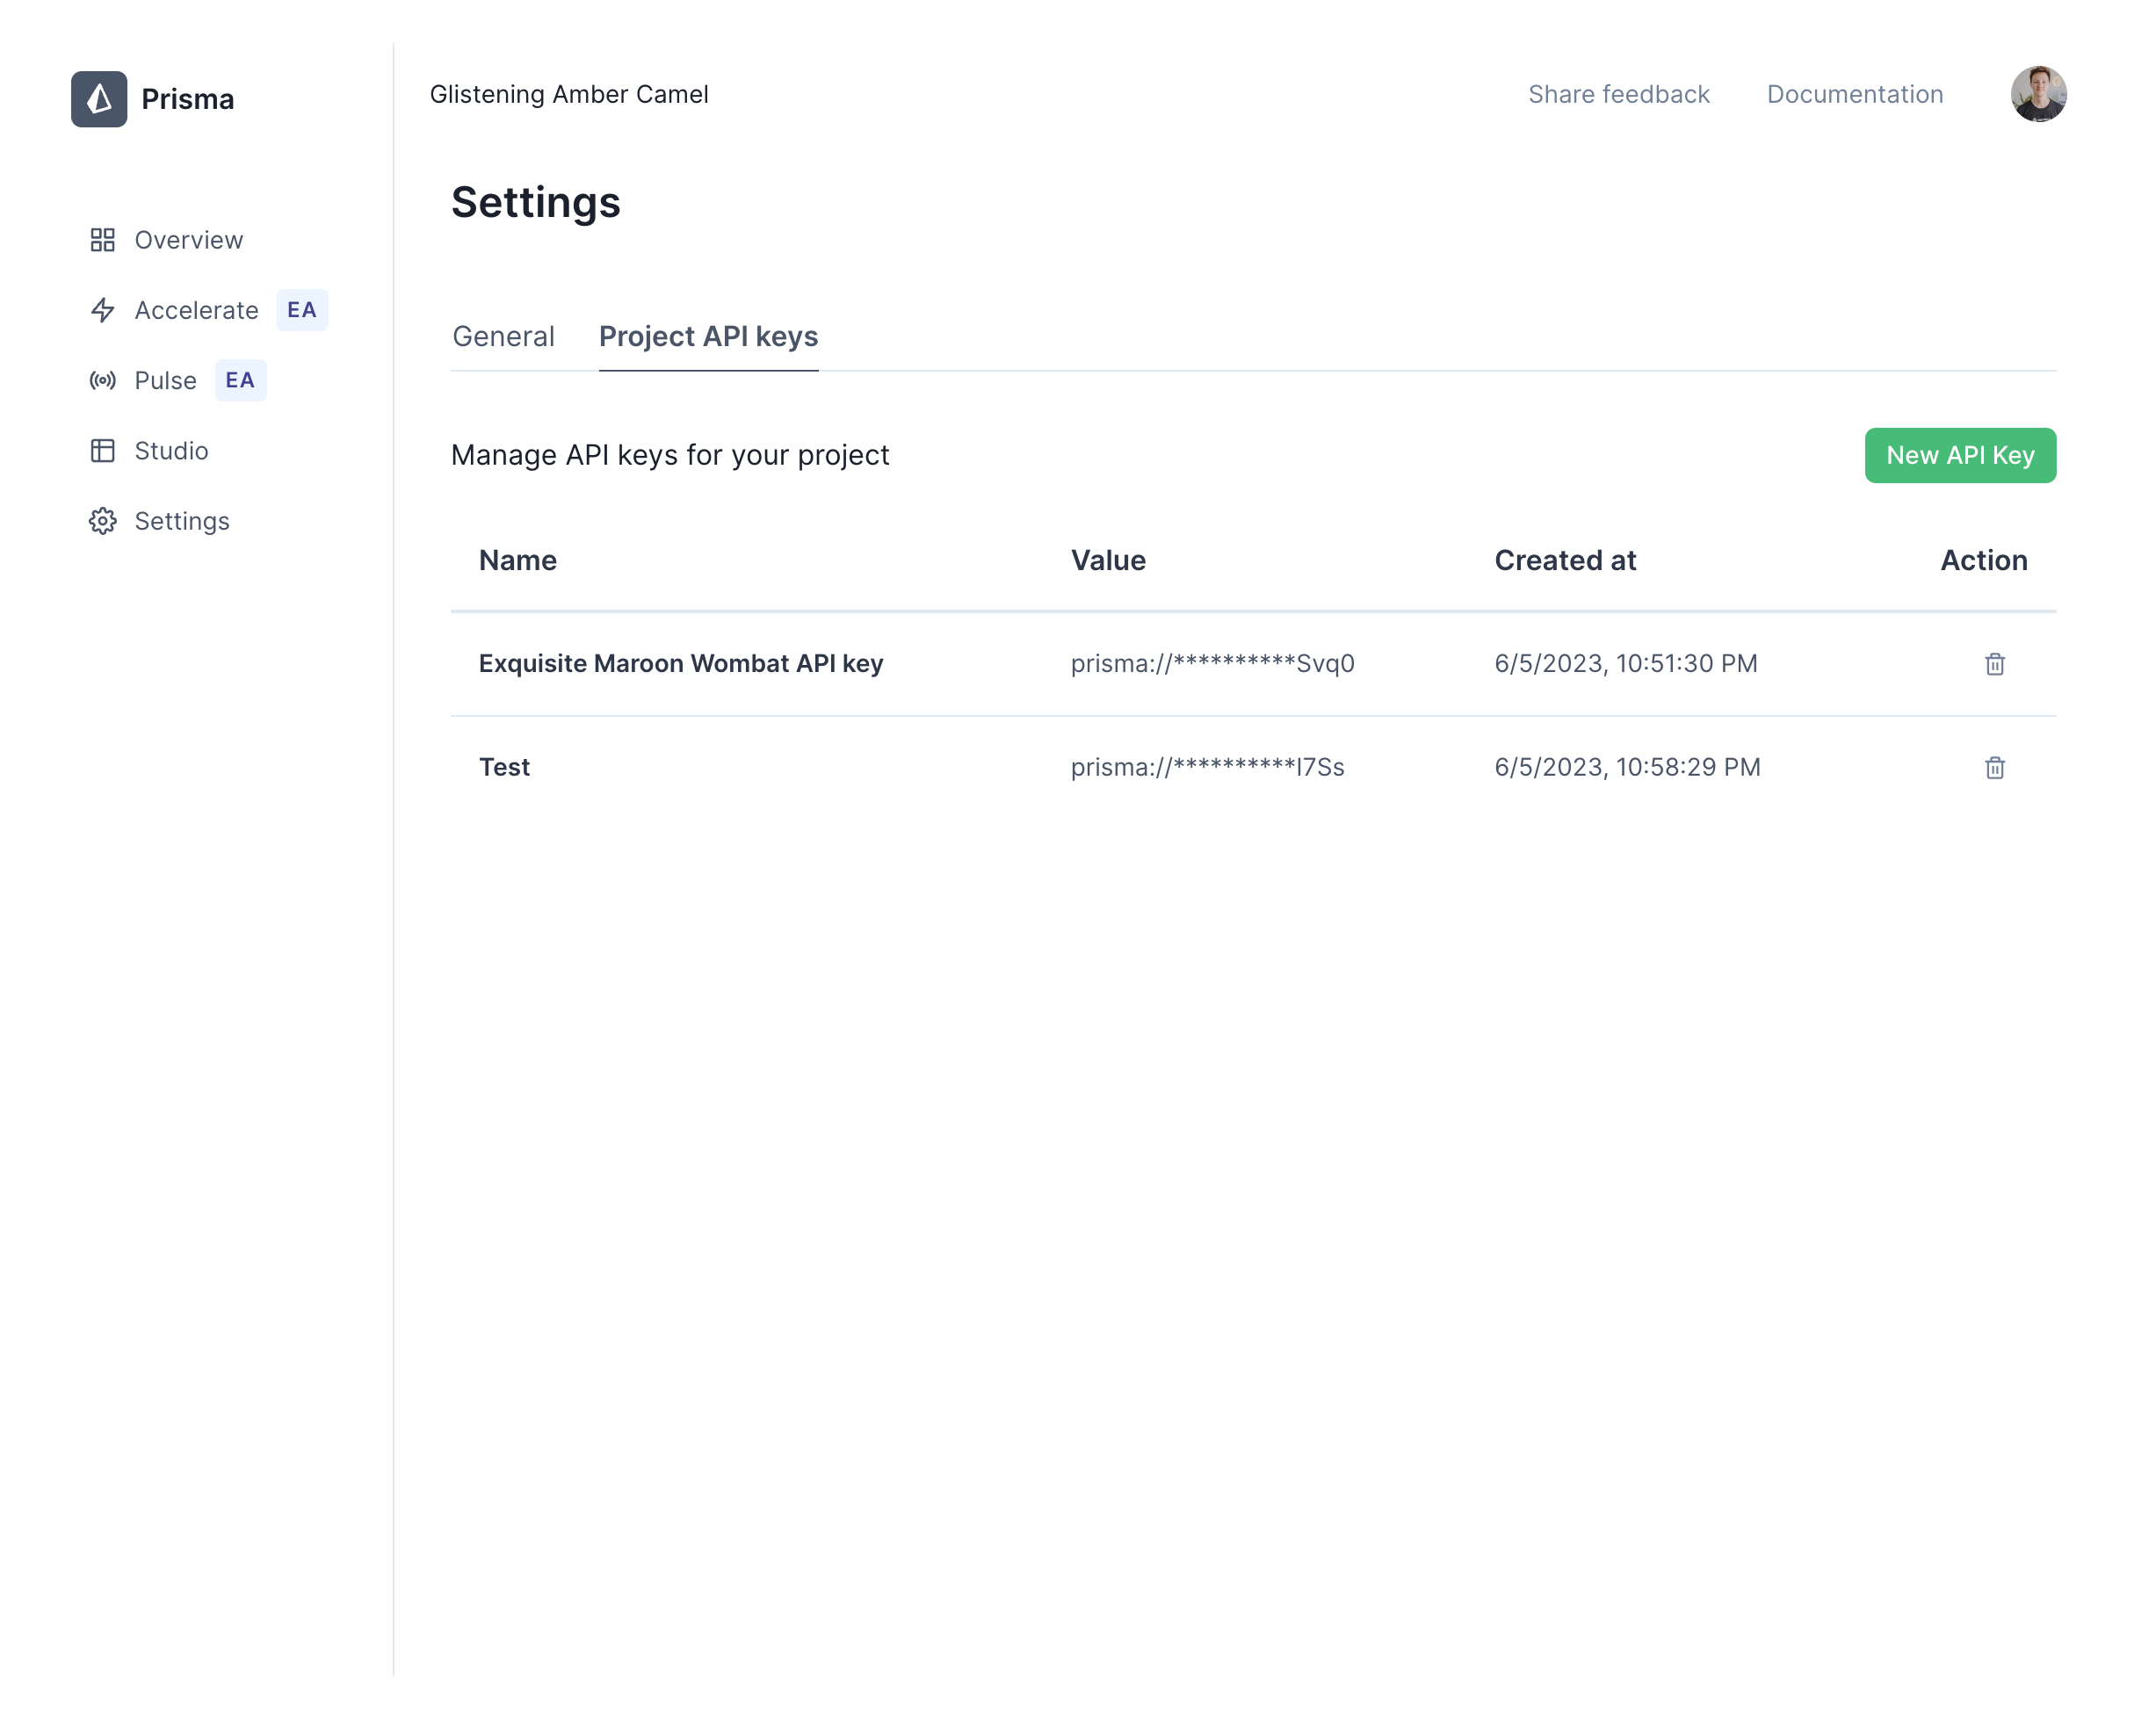 Prisma
Glistening Amber Camel
Share feedback
Documentation
Overview
Accelerate EA
Pulse EA
Studio
Settings
Settings
General
Project API keys
Manage API keys for your project
New API Key
Name Value Created at Action
Exquisite Maroon Wombat API key prisma://**********Svq0 6/5/2023, 10:51:30 PM
Test prisma://**********I7Ss 6/5/2023, 10:58:29 PM